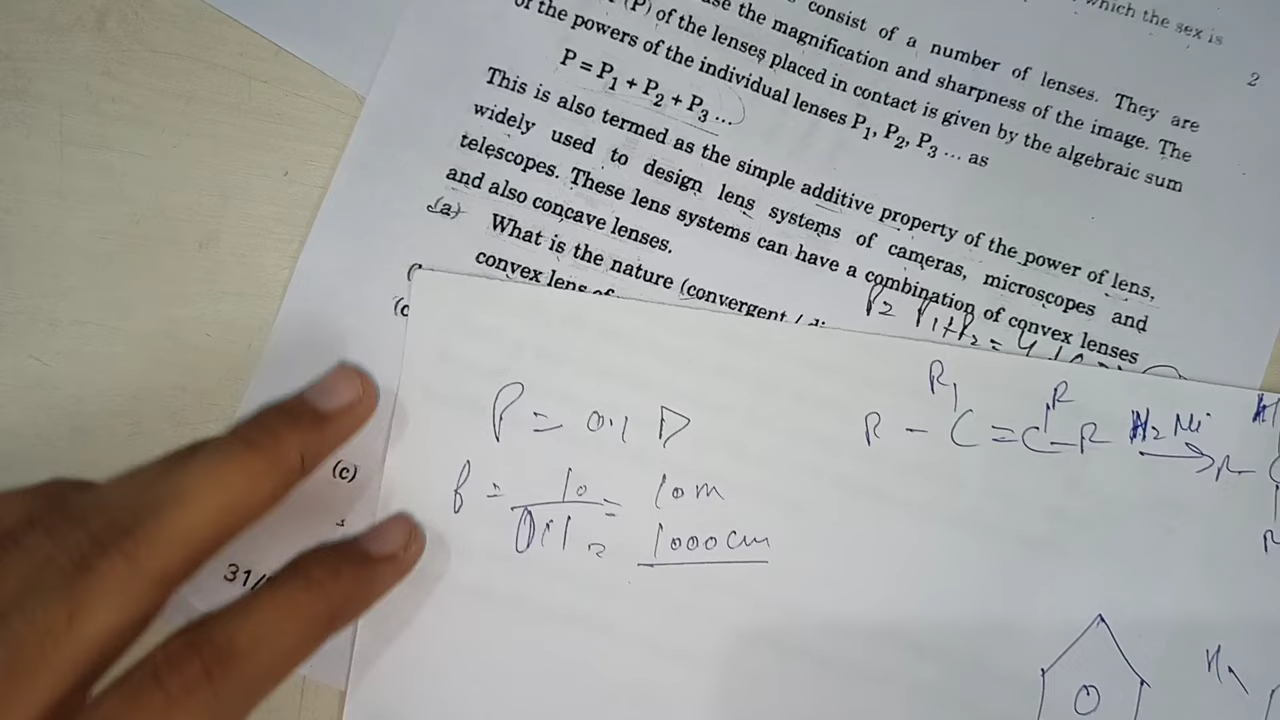 which the sex is
2
consist of a number of lenses. They are
the magnification and sharpness of the image. The
(P) of the lenses placed in contact is given by the algebraic sum
of the powers of the individual lenses P₁, P₂, P₃ ... as
P = P₁ + P₂ + P₃ ...
This is also termed as the simple additive property of the power of lens,
widely used to design lens systems of cameras, microscopes and
telescopes. These lens systems can have a combination of convex lenses
and also concave lenses.
(a) What is the nature (convergent /
convex lens of
(c)
31/
P = 0.1 D
f = 10/0.1 = 10m
= 1000cm
R R
R - C = C - R H₂ Ni → R- C
R